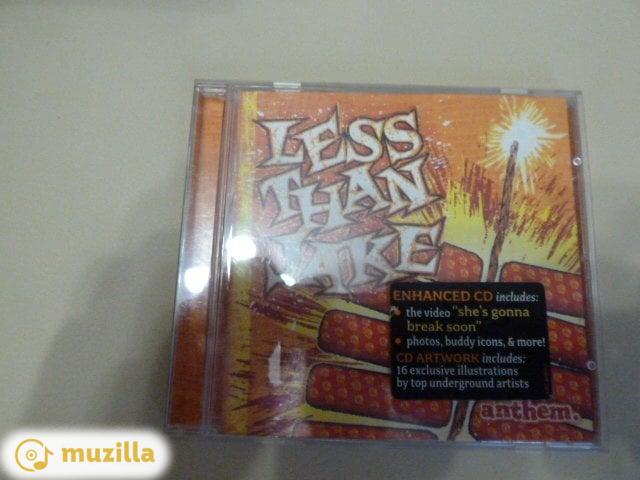 LESS
THAN
JAKE
ENHANCED CD includes:
the video "she's gonna
break soon"
• photos, buddy icons, & more!
CD ARTWORK includes:
16 exclusive illustrations
by top underground artists
anthem.
muzilla